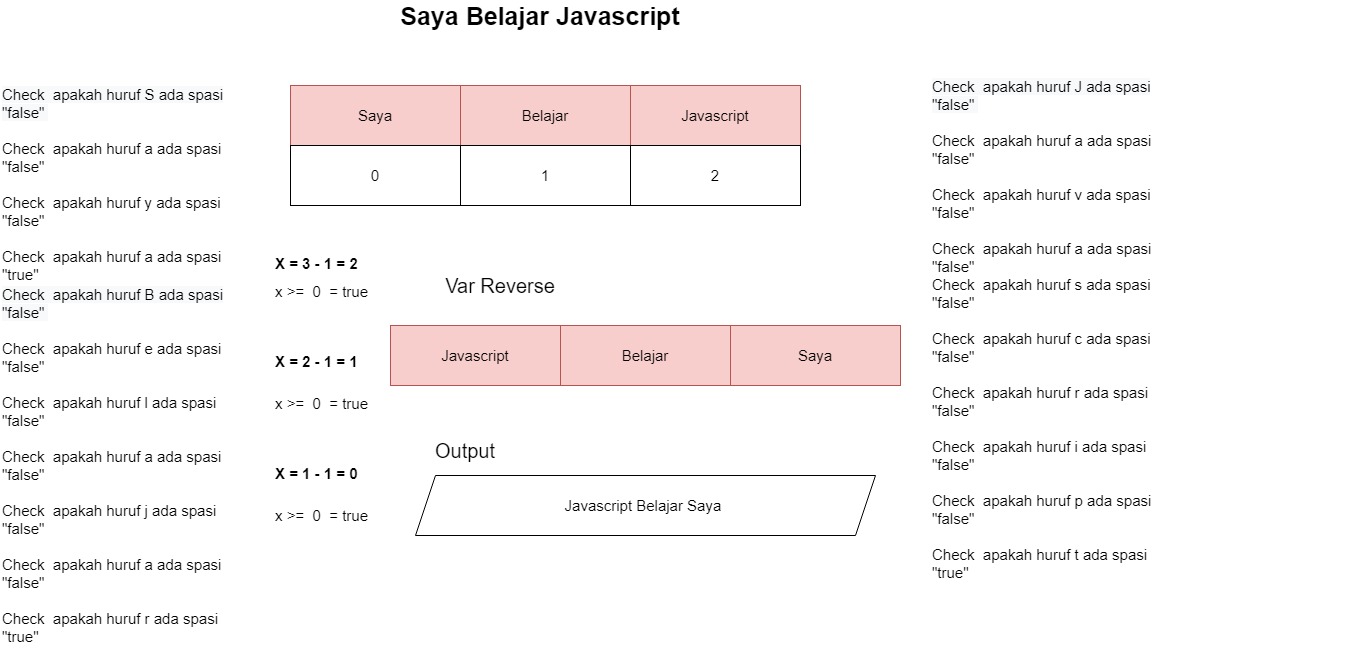 Saya Belajar Javascript
Check apakah huruf S ada spasi
"false"
Check apakah huruf a ada spasi
"false"
Check apakah huruf y ada spasi
"false"
Check apakah huruf a ada spasi
"true"
Check apakah huruf B ada spasi
"false"
Check apakah huruf e ada spasi
"false"
Check apakah huruf l ada spasi
"false"
Check apakah huruf a ada spasi
"false"
Check apakah huruf j ada spasi
"false"
Check apakah huruf a ada spasi
"false"
Check apakah huruf r ada spasi
"true"
Saya Belajar Javascript
0 1 2
X = 3 - 1 = 2
x >= 0 = true
X = 2 - 1 = 1
x >= 0 = true
X = 1 - 1 = 0
x >= 0 = true
Var Reverse
Javascript Belajar Saya
Output
Javascript Belajar Saya
Check apakah huruf J ada spasi
"false"
Check apakah huruf a ada spasi
"false"
Check apakah huruf v ada spasi
"false"
Check apakah huruf a ada spasi
"false"
Check apakah huruf s ada spasi
"false"
Check apakah huruf c ada spasi
"false"
Check apakah huruf r ada spasi
"false"
Check apakah huruf i ada spasi
"false"
Check apakah huruf p ada spasi
"false"
Check apakah huruf t ada spasi
"true"